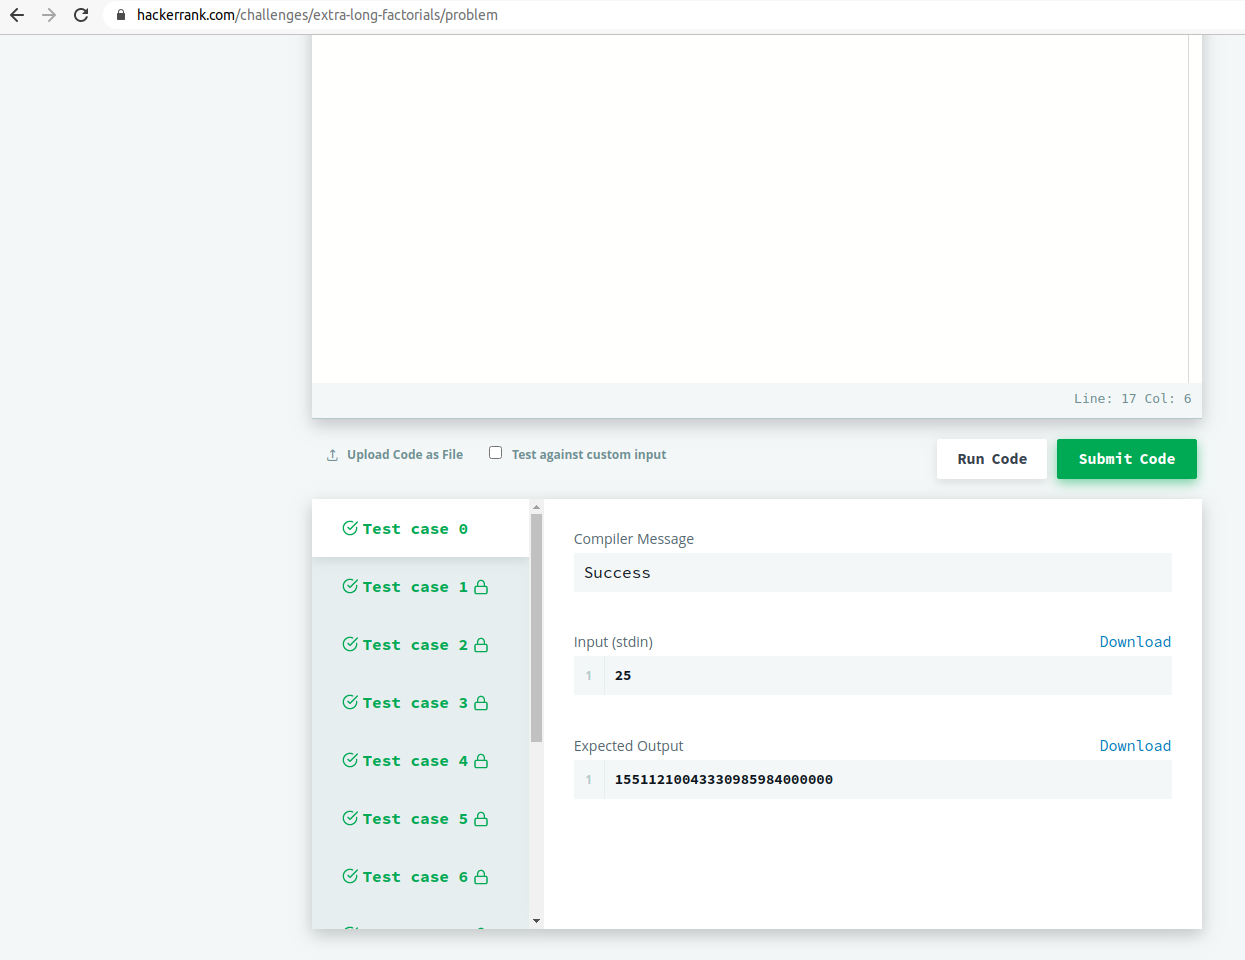 hackerrank.com/challenges/extra-long-factorials/problem
Line: 17 Col: 6
Upload Code as File
Test against custom input
Run Code
Submit Code
Test case 0
Test case 1
Test case 2
Test case 3
Test case 4
Test case 5
Test case 6
Compiler Message
Success
Input (stdin)
Download
1 25
Expected Output
Download
1 15511210043330985984000000